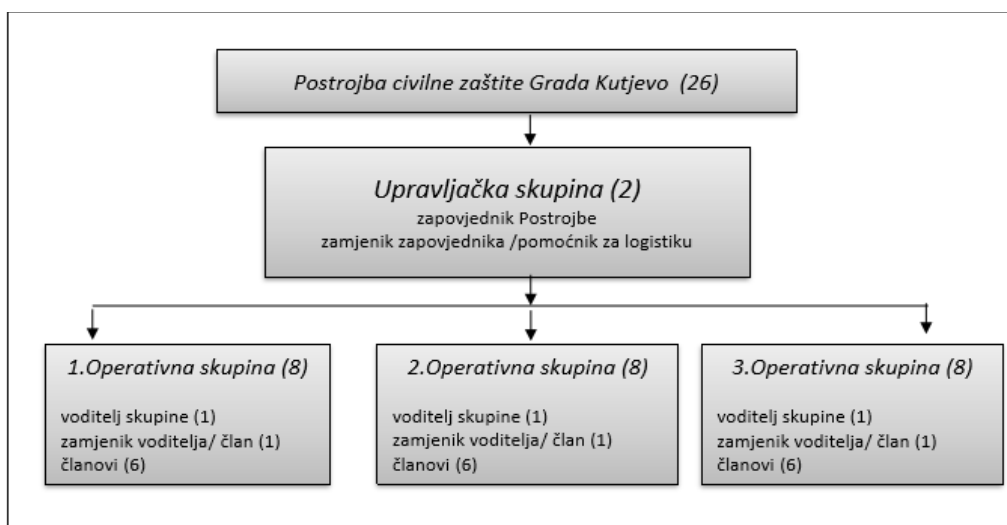 Postrojba civilne zaštite Grada Kutjevo (26)
Upravljačka skupina (2)
zapovjednik Postrojbe
zamjenik zapovjednika /pomoćnik za logistiku
1.Operativna skupina (8)
voditelj skupine (1)
zamjenik voditelja/ član (1)
članovi (6)
2.Operativna skupina (8)
voditelj skupine (1)
zamjenik voditelja/ član (1)
članovi (6)
3.Operativna skupina (8)
voditelj skupine (1)
zamjenik voditelja/ član (1)
članovi (6)